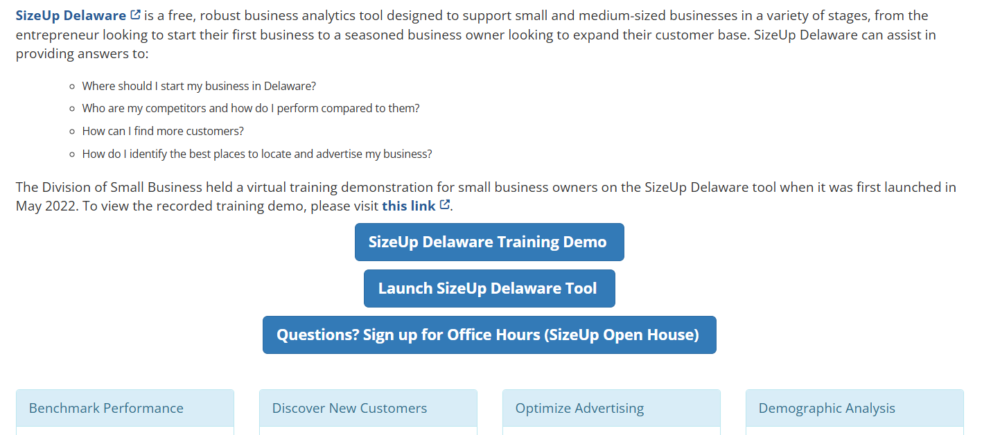 SizeUp Delaware is a free, robust business analytics tool designed to support small and medium-sized businesses in a variety of stages, from the
entrepreneur looking to start their first business to a seasoned business owner looking to expand their customer base. SizeUp Delaware can assist in
providing answers to:
Where should I start my business in Delaware?
Who are my competitors and how do I perform compared to them?
How can I find more customers?
How do I identify the best places to locate and advertise my business?
The Division of Small Business held a virtual training demonstration for small business owners on the SizeUp Delaware tool when it was first launched in
May 2022. To view the recorded training demo, please visit this link.
SizeUp Delaware Training Demo
Launch SizeUp Delaware Tool
Questions? Sign up for Office Hours (SizeUp Open House)
Benchmark Performance
Discover New Customers
Optimize Advertising
Demographic Analysis